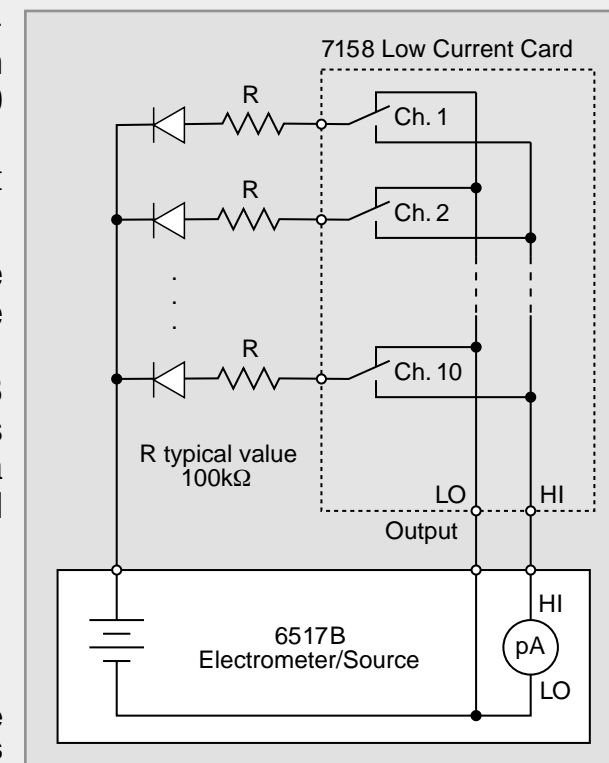 7158 Low Current Card
R
Ch. 1
R
Ch. 2
.
.
.
R
Ch. 10
R typical value
100kΩ
LO
HI
Output
HI
6517B
Electrometer/Source
pA
LO